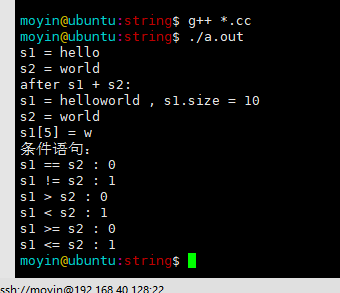 moyin@ubuntu:string$ g++ *.cc
moyin@ubuntu:string$ ./a.out
s1 = hello
s2 = world
after s1 + s2:
s1 = helloworld , s1.size = 10
s2 = world
s1[5] = w
条件语句：
s1 == s2 : 0
s1 != s2 : 1
s1 > s2 : 0
s1 < s2 : 1
s1 >= s2 : 0
s1 <= s2 : 1
moyin@ubuntu:string$
ssh://moyin@192.168.40.128:22